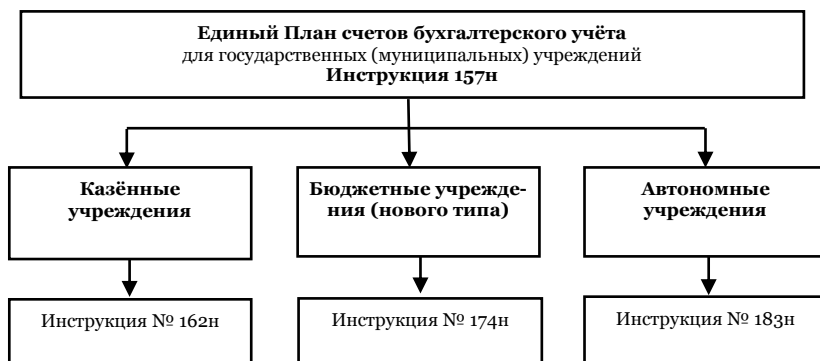 Единый План счетов бухгалтерского учёта
для государственных (муниципальных) учреждений
Инструкция 157н
Казённые
учреждения
Бюджетные учрежде-
ния (нового типа)
Автономные
учреждения
Инструкция № 162н
Инструкция № 174н
Инструкция № 183н